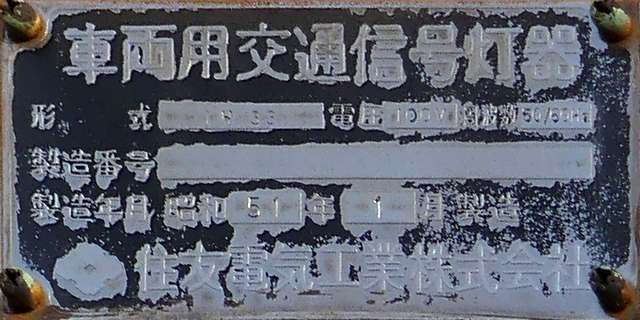 車両用交通信号灯器
形 式 電圧 100V 周波数 50/60Hz
製造番号
製造年月 昭和 51 年 1 月 製造
住友電気工業株式会社